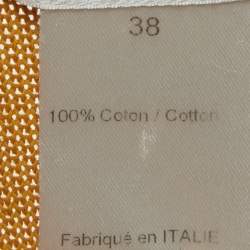 38
100% Coton / Cotton
Fabriqué en ITALIE